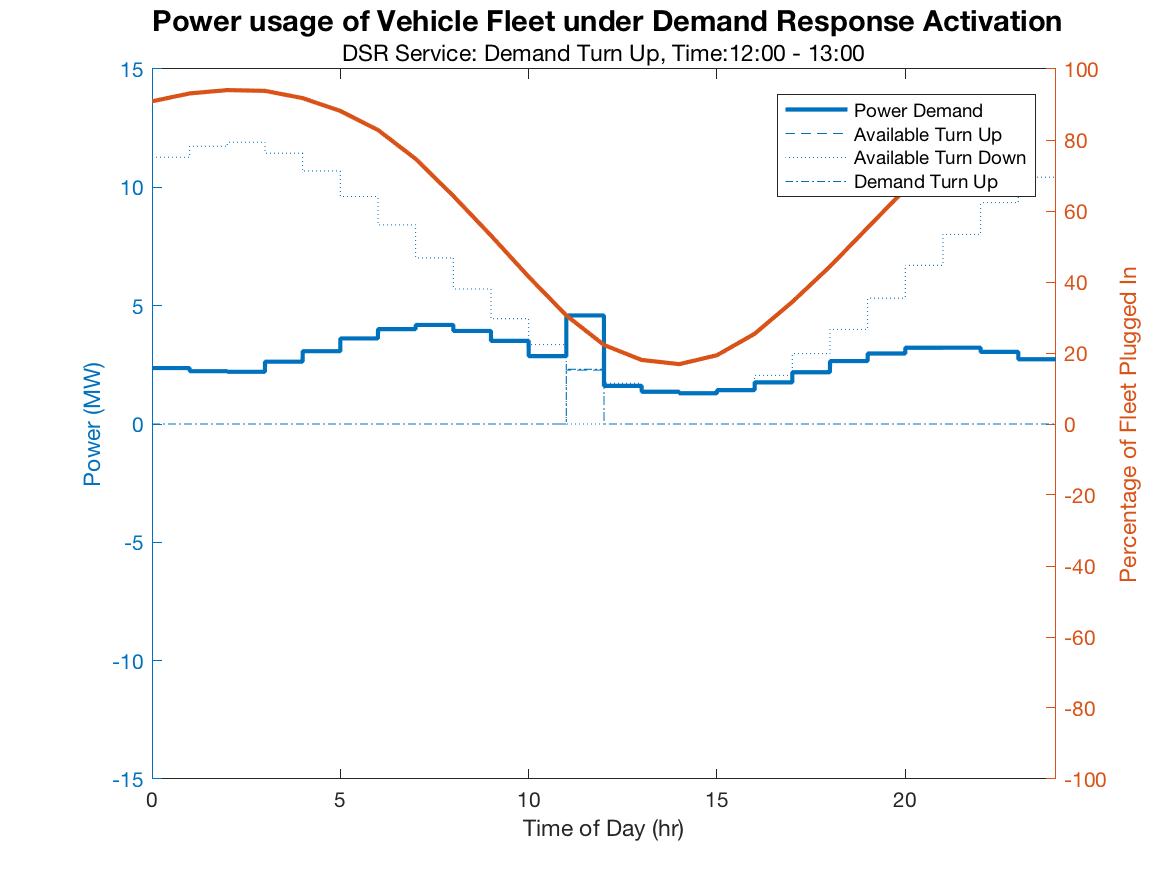 Power usage of Vehicle Fleet under Demand Response Activation
DSR Service: Demand Turn Up, Time:12:00 - 13:00
15
10
5
0
-5
-10
-15
Power (MW)
100
80
60
40
20
0
-20
-40
-60
-80
-100
Percentage of Fleet Plugged In
Power Demand
Available Turn Up
Available Turn Down
Demand Turn Up
0
5
10
15
20
Time of Day (hr)